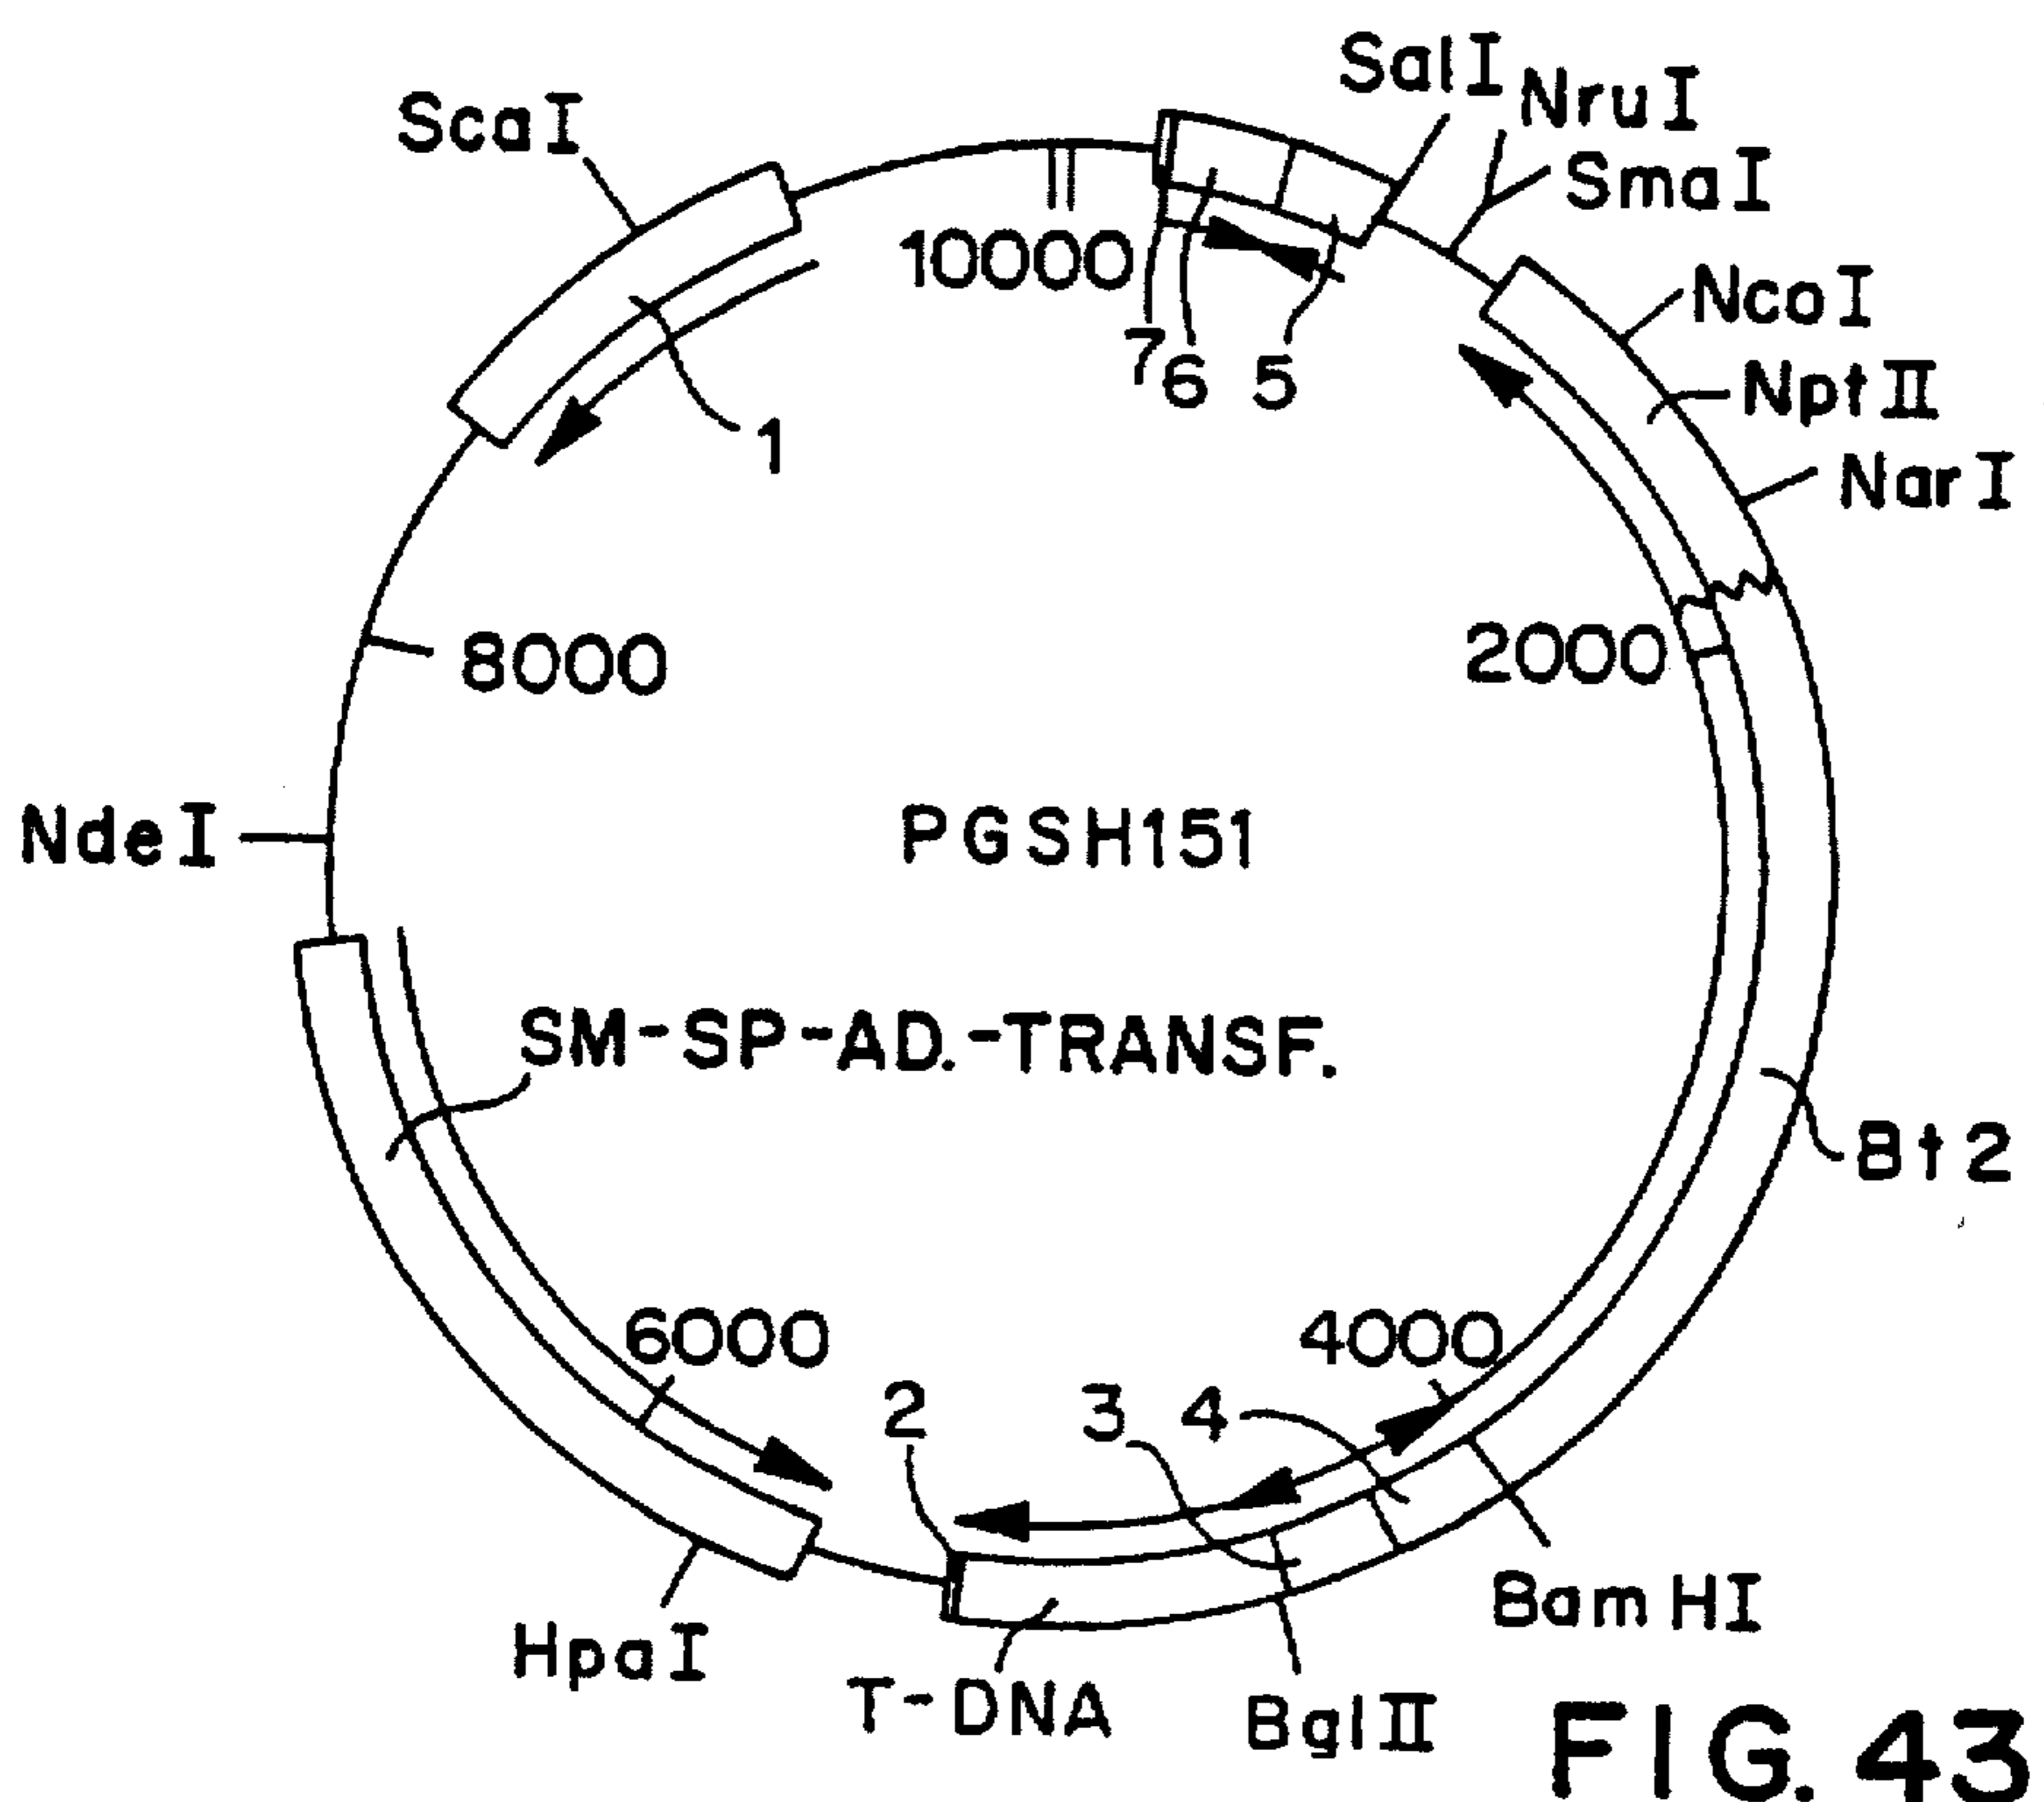 SalI
NruI
ScaI
SmaI
10000
NcoI
7
6
5
NptII
1
NarI
8000
2000
NdeI
PGSH151
SM-SP-AD.-TRANSF.
Bt2
6000
4000
2
3
4
BamHI
HpaI
T-DNA
BglII
FIG. 43